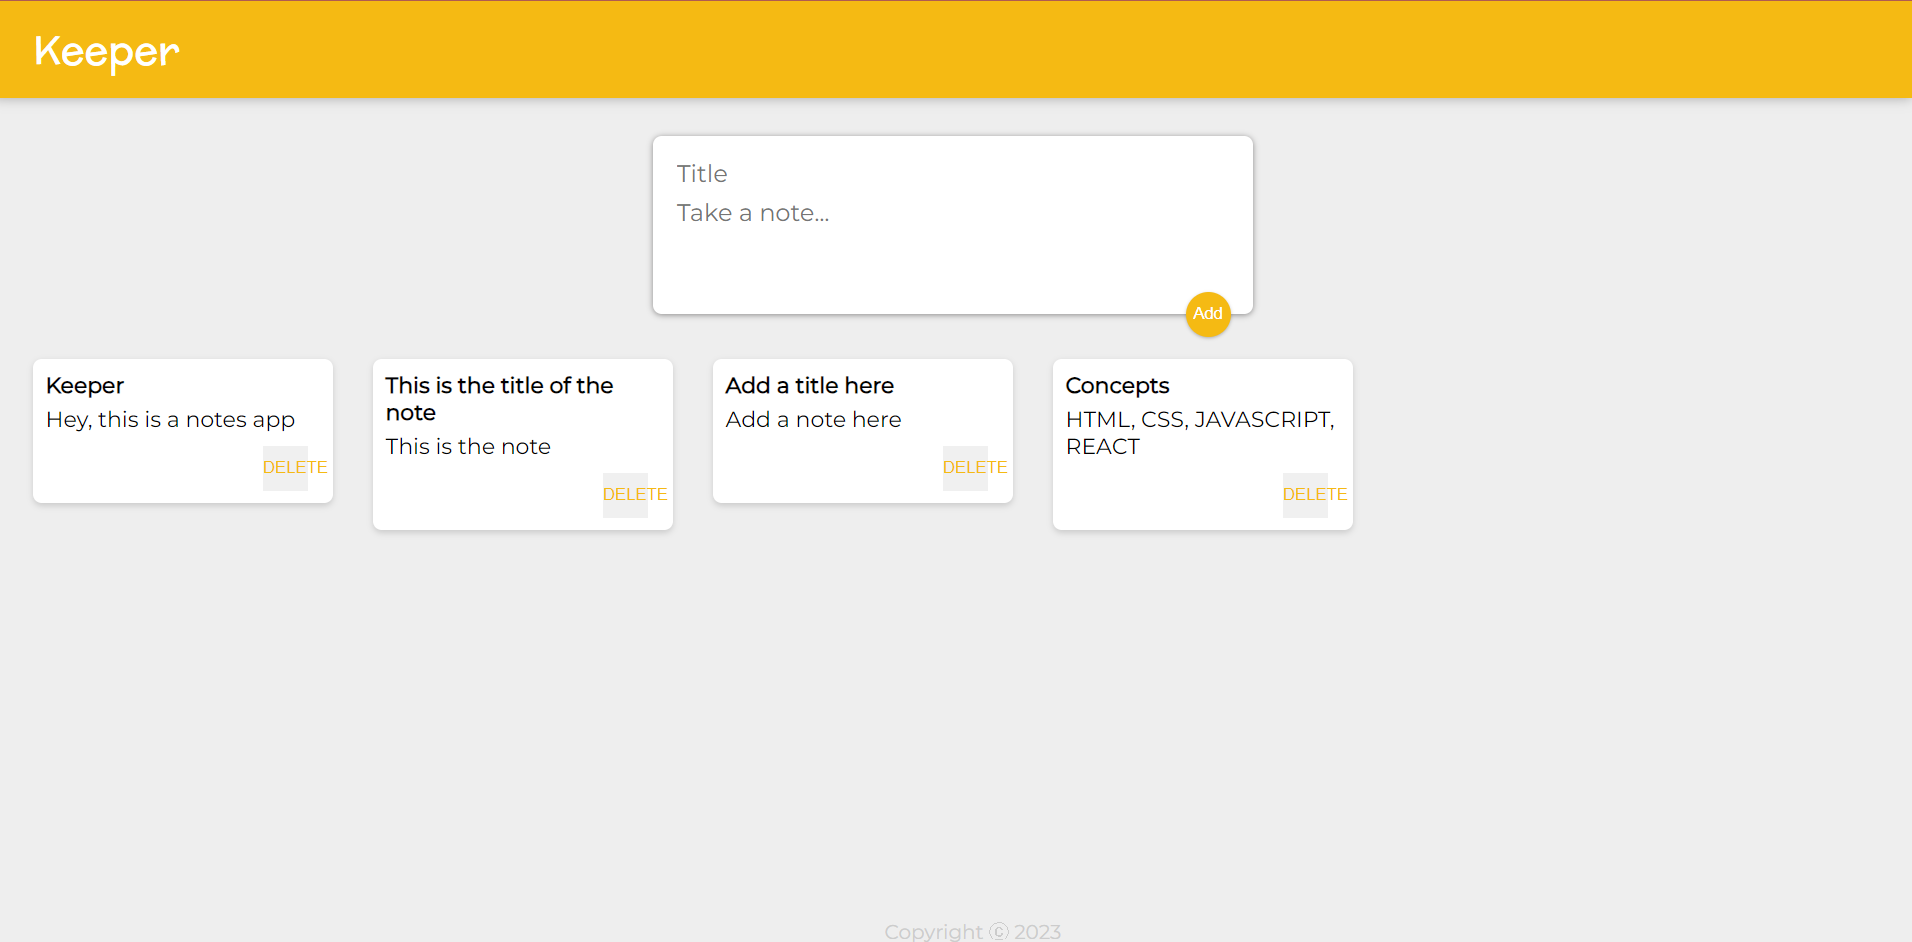 Keeper
Title
Take a note...
Add
Keeper
Hey, this is a notes app
DELETE
This is the title of the
note
This is the note
DELETE
Add a title here
Add a note here
DELETE
Concepts
HTML, CSS, JAVASCRIPT,
REACT
DELETE
Copyright ⓒ 2023